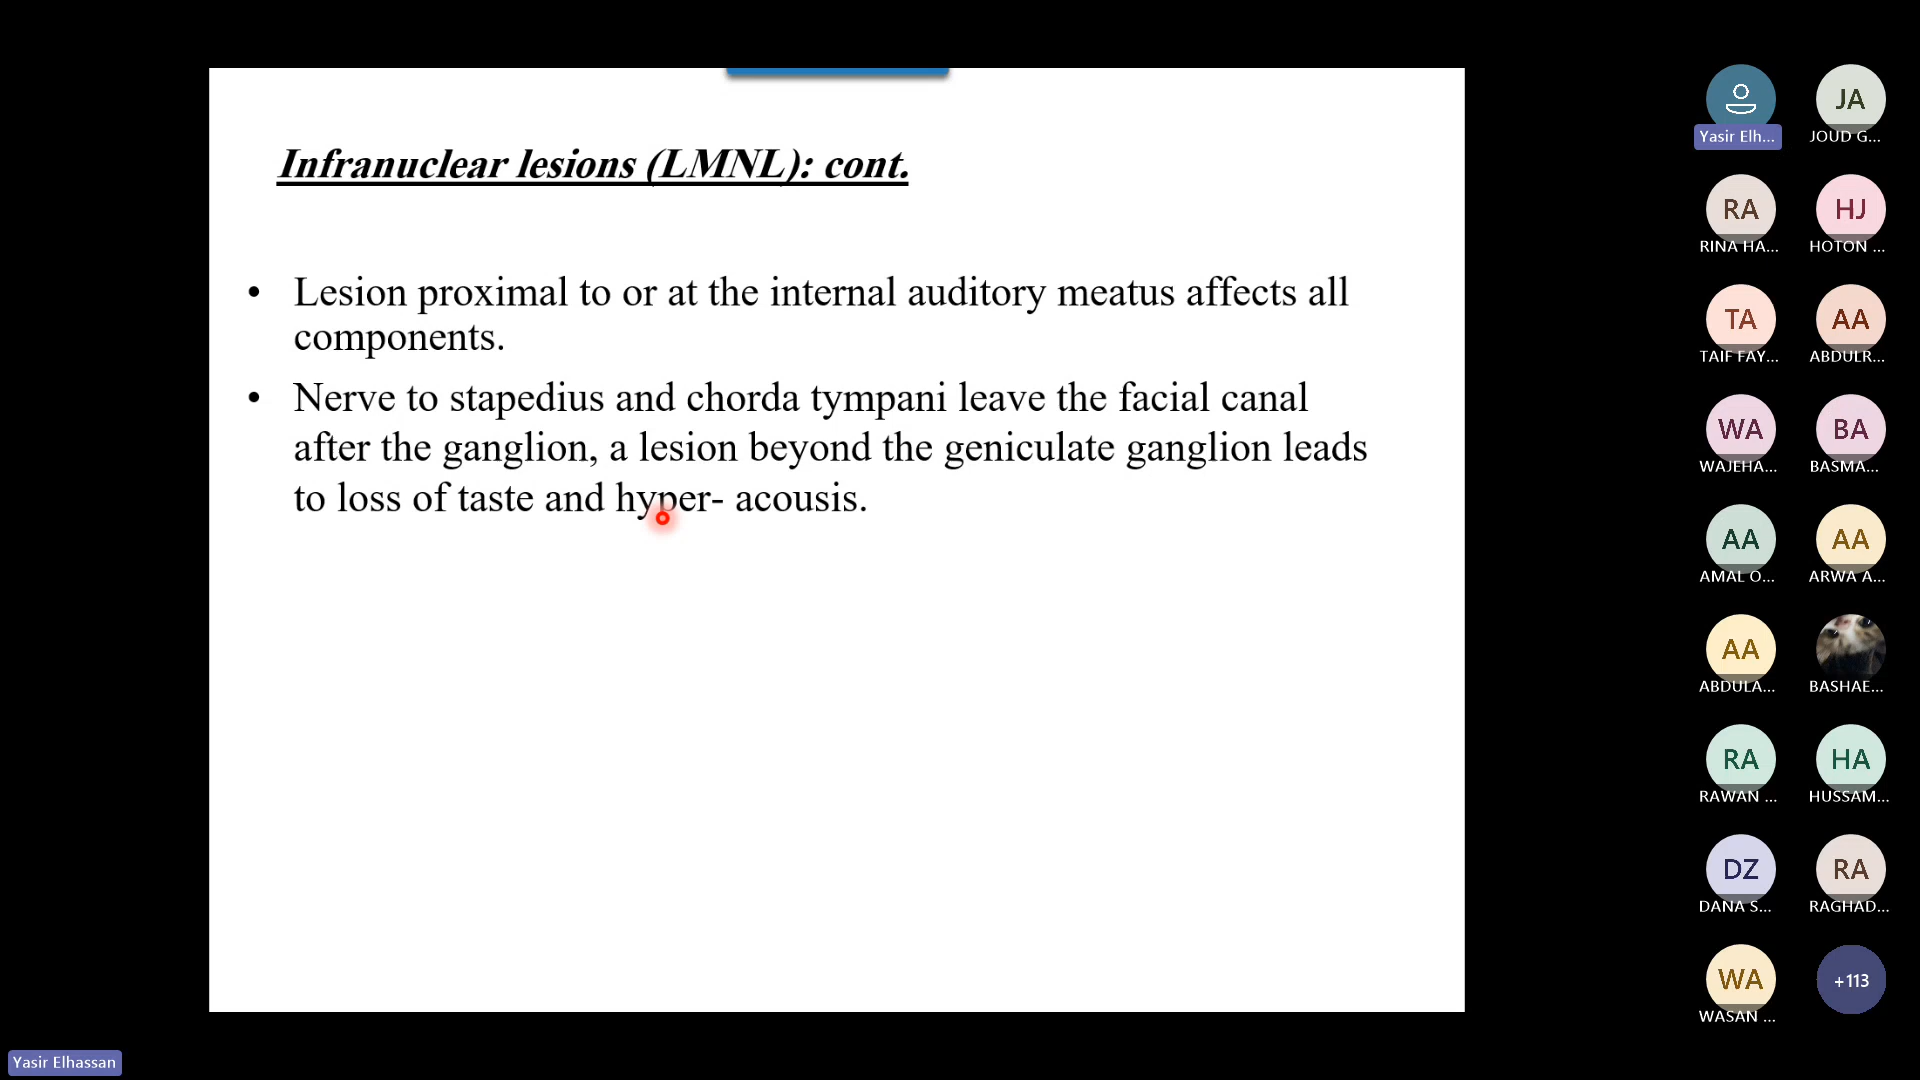 Infranuclear lesions (LMNL): cont.
• Lesion proximal to or at the internal auditory meatus affects all
components.
• Nerve to stapedius and chorda tympani leave the facial canal
after the ganglion, a lesion beyond the geniculate ganglion leads
to loss of taste and hyper- acousis.
Yasir Elh...
JA
JOUD G...
RA
RINA HA...
HJ
HOTON ...
TA
TAIF FAY...
AA
ABDULR...
WA
WAJEHA...
BA
BASMA...
AA
AMAL O...
AA
ARWA A...
AA
ABDULA...
BASHAE...
RA
RAWAN ...
HA
HUSSAM...
DZ
DANA S...
RA
RAGHAD...
WA
WASAN ...
+113
Yasir Elhassan